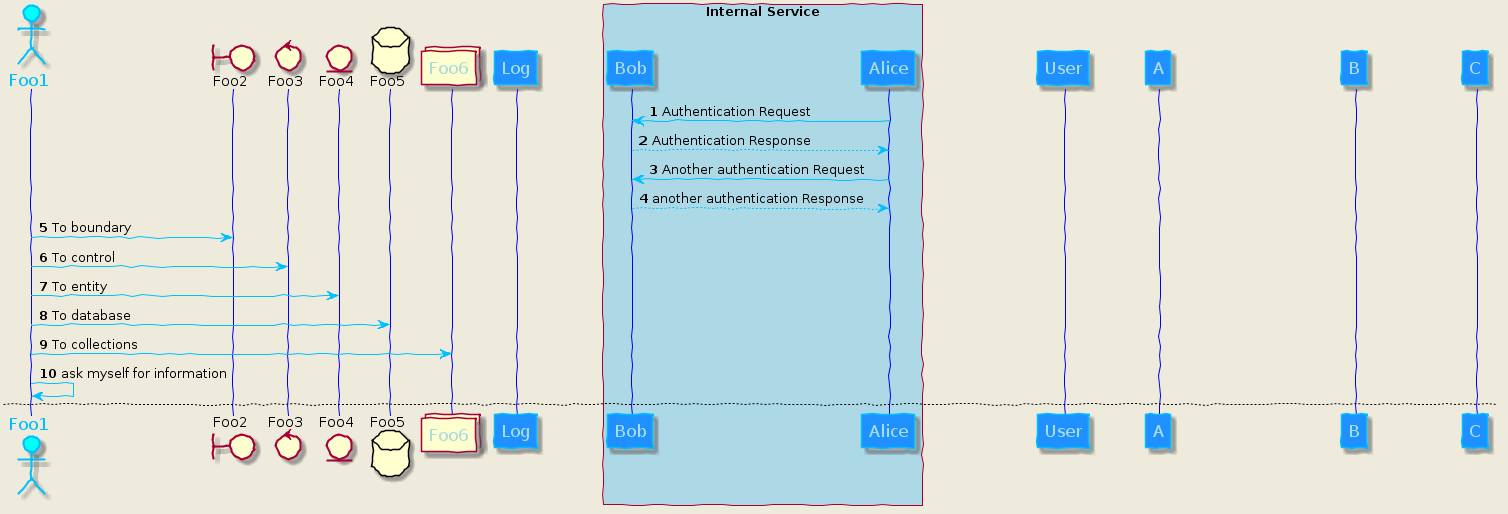 Internal Service
Foo1
Foo2
Foo3
Foo4
Foo5
Foo6
Log
Bob
Alice
User
A
B
C
1 Authentication Request
2 Authentication Response
3 Another authentication Request
4 another authentication Response
5 To boundary
6 To control
7 To entity
8 To database
9 To collections
10 ask myself for information
Foo1
Foo2
Foo3
Foo4
Foo5
Foo6
Log
Bob
Alice
User
A
B
C